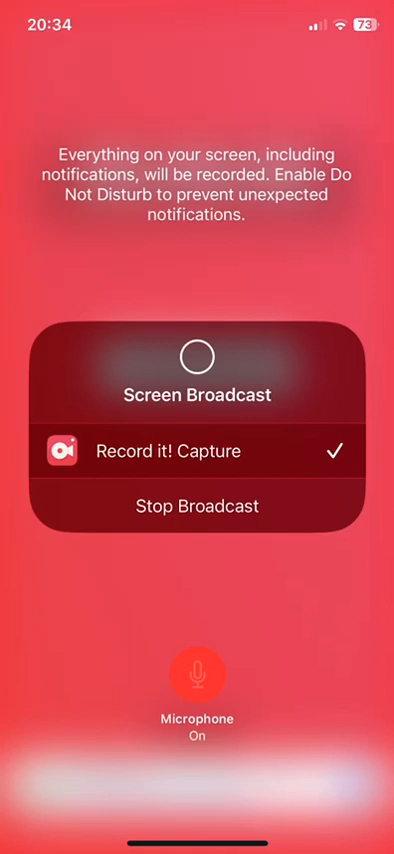 20:34
73
Everything on your screen, including
notifications, will be recorded. Enable Do
Not Disturb to prevent unexpected
notifications.
Screen Broadcast
Record it! Capture
Stop Broadcast
Microphone
On